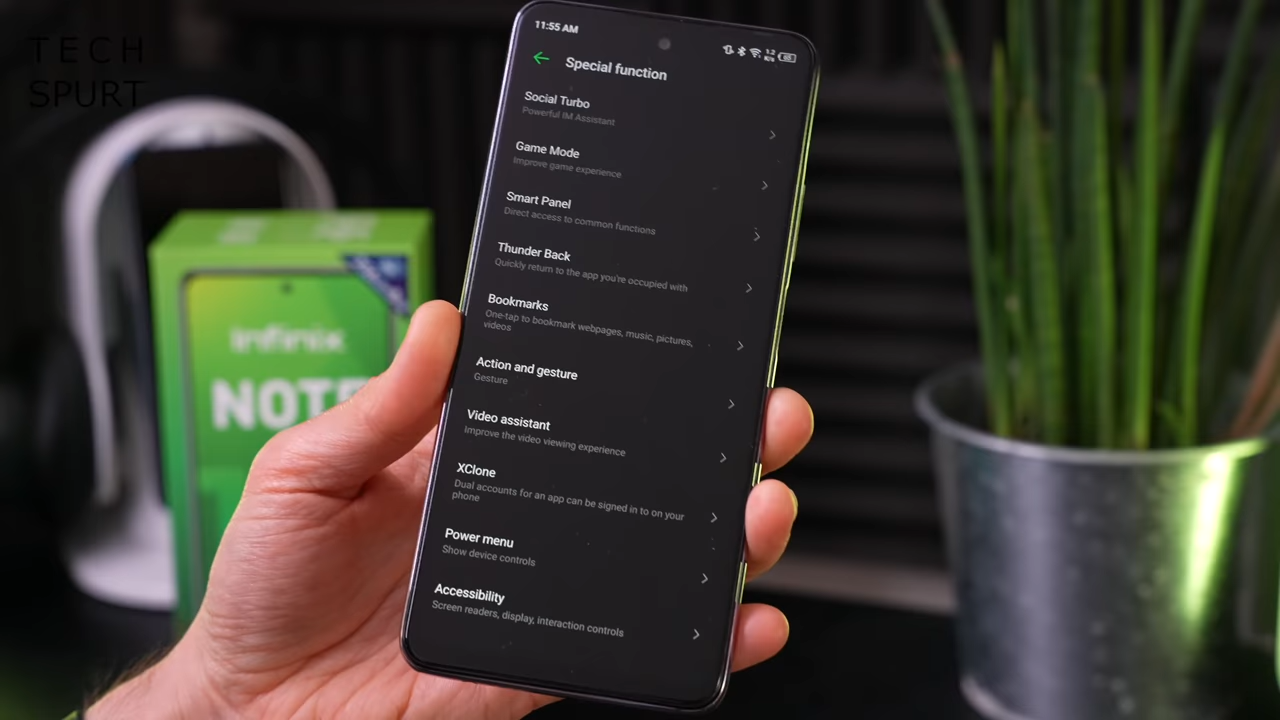 TECH
SPURT
11:55 AM
Special function
Social Turbo
Powerful IM Assistant
Game Mode
Improve game experience
Smart Panel
Direct access to common functions
Thunder Back
Quickly return to the app you're occupied with
Bookmarks
One-tap to bookmark webpages, music, pictures,
videos
Action and gesture
Gesture
Video assistant
Improve the video viewing experience
XClone
Dual accounts for an app can be signed in to on your
phone
Power menu
Show device controls
Accessibility
Screen readers, display, interaction controls
Infinix
NOTE